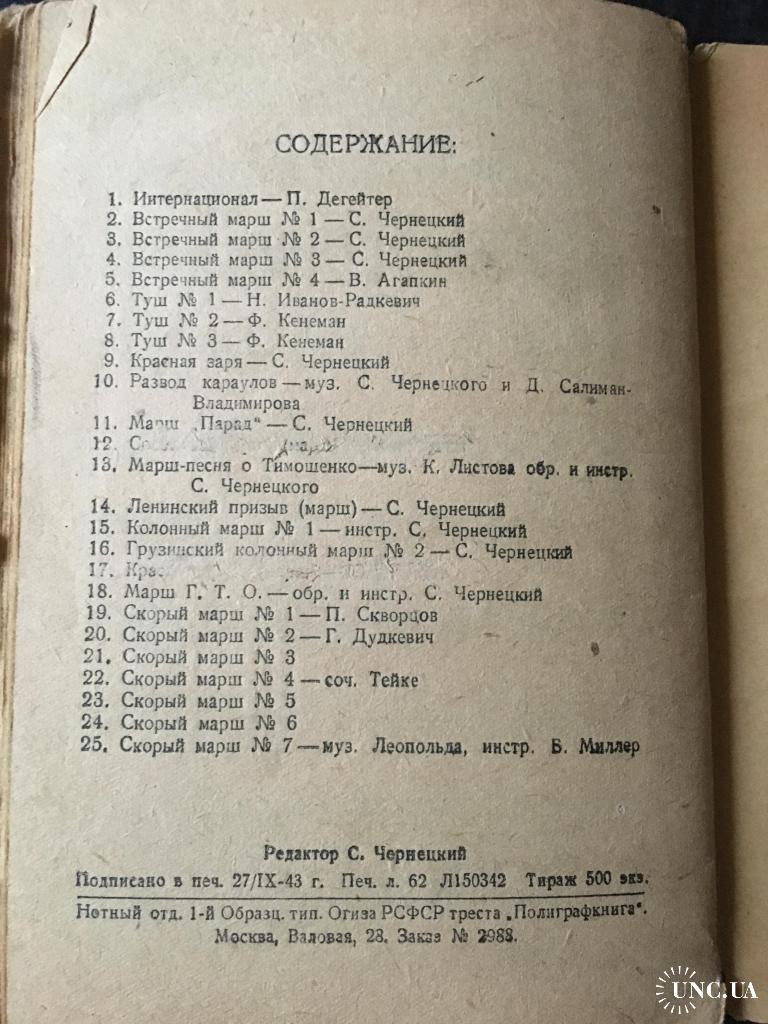 СОДЕРЖАНИЕ:
1. Интернационал — П. Дегейтер
2. Встречный марш № 1 — С. Чернецкий
3. Встречный марш № 2 — С. Чернецкий
4. Встречный марш № 3 — С. Чернецкий
5. Встречный марш № 4 — В. Агапкин
6. Туш № 1 — Н. Иванов-Радкевич
7. Туш № 2 — Ф. Кенеман
8. Туш № 3 — Ф. Кенеман
9. Красная заря — С. Чернецкий
10. Развод караулов — муз. С. Чернецкого и Д. Салиман-
Владимирова
11. Марш „Парад“ — С. Чернецкий
12.
13. Марш-песня о Тимошенко—муз. К. Листова обр. и инстр.
С. Чернецкого
14. Ленинский призыв (марш) — С. Чернецкий
15. Колонный марш № 1 — инстр. С. Чернецкий
16. Грузинский колонный марш № 2 — С. Чернецкий
17.
18. Марш Г. Т. О. — обр. и инстр. С. Чернецкий
19. Скорый марш № 1 — П. Скворцов
20. Скорый марш № 2 — Г. Дудкевич
21. Скорый марш № 3
22. Скорый марш № 4 — соч. Тейке
23. Скорый марш № 5
24. Скорый марш № 6
25. Скорый марш № 7 — муз. Леопольда, инстр. Б. Миллер
Редактор С. Чернецкий
Подписано в печ. 27/IX-43 г. Печ. л. 62 Л150342 Тираж 500 экз.
Нотный отд. 1-й Образц. тип. Огиза РСФСР треста „Полиграфкнига“.
Москва, Валовая, 28. Заказ № 2988.
UNC.UA